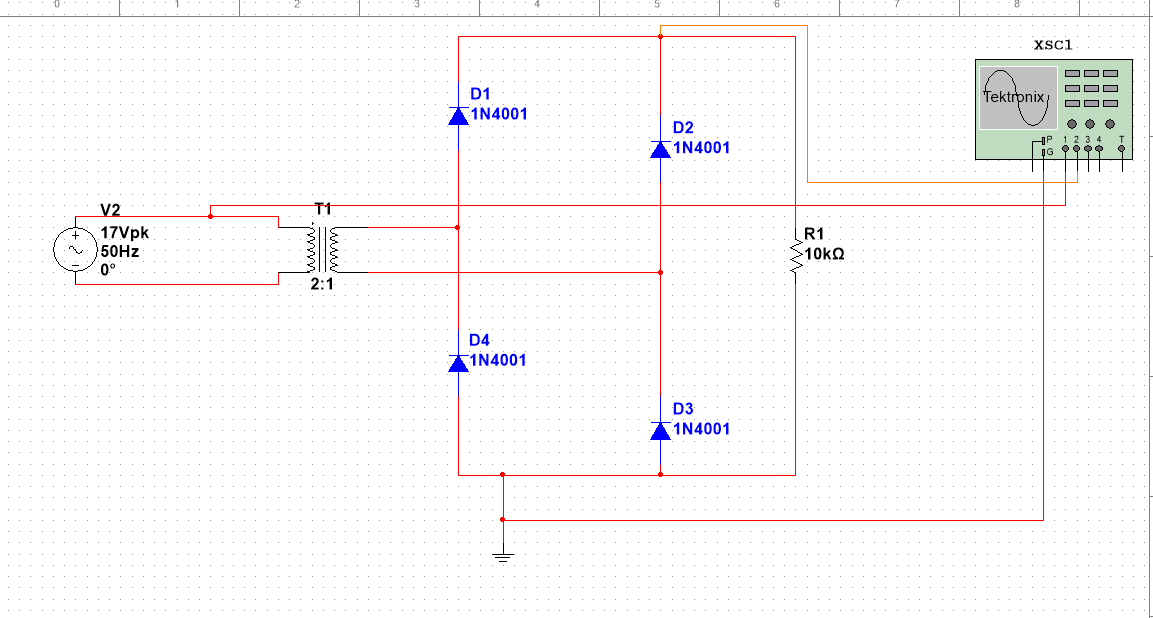 0 1 2 3 4 5 6 7 8
XSC1
Tektronix
P
G
1 2 3 4 T
D1
1N4001
D2
1N4001
V2
17Vpk
50Hz
0°
T1
2:1
R1
10kΩ
D4
1N4001
D3
1N4001